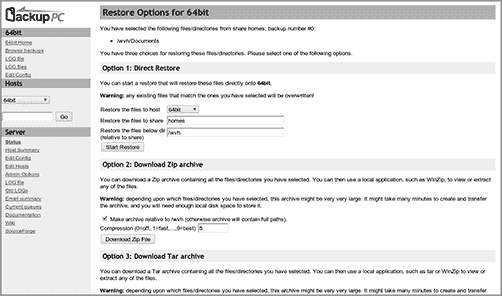 BackupPC
64bit
64bit Home
Browse backups
LOG file
LOG files
Edit Config
Hosts
64bit
Go
Server
Status
Host Summary
Edit Config
Edit Hosts
Admin Options
LOG file
Old LOGs
Email summary
Current queues
Documentation
Wiki
SourceForge
Restore Options for 64bit
You have selected the following files/directories from share homes, backup number #0:
• /wvh/Documents
You have three choices for restoring these files/directories. Please select one of the following options.
Option 1: Direct Restore
You can start a restore that will restore these files directly onto 64bit.
Warning: any existing files that match the ones you have selected will be overwritten!
Restore the files to host 64bit
Restore the files to share homes
Restore the files below dir /wvh
(relative to share)
Start Restore
Option 2: Download Zip archive
You can download a Zip archive containing all the files/directories you have selected. You can then use a local application, such as WinZip, to view or extract
any of the files.
Warning: depending upon which files/directories you have selected, this archive might be very very large. It might take many minutes to create and transfer
the archive, and you will need enough local disk space to store it.
Make archive relative to /wvh (otherwise archive will contain full paths).
Compression (0=off, 1=fast,...,9=best) 5
Download Zip File
Option 3: Download Tar archive
You can download a Tar archive containing all the files/directories you have selected. You can then use a local application, such as tar or WinZip to view or
extract any of the files.
Warning: depending upon which files/directories you have selected, this archive might be very very large. It might take many minutes to create and transfer